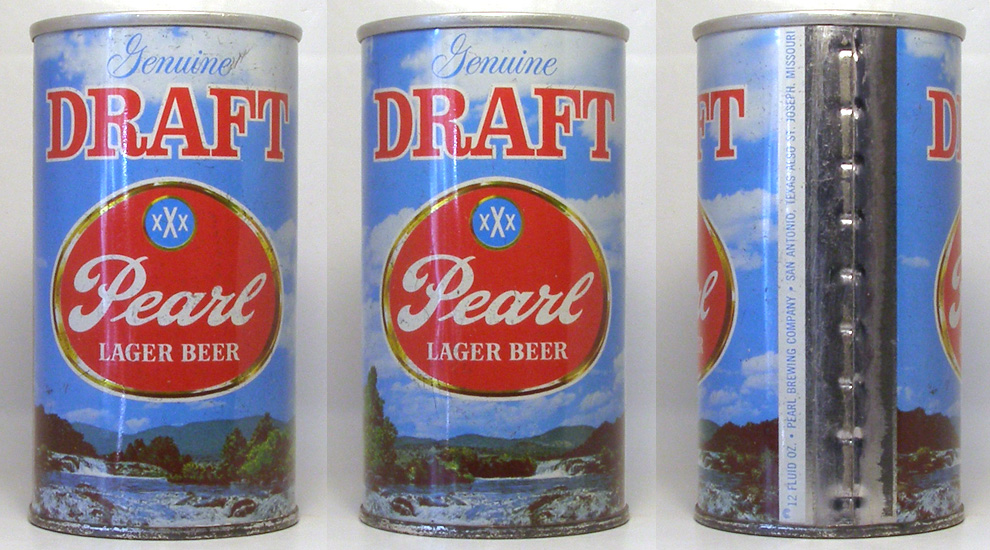 Genuine
DRAFT
XXX
Pearl
LAGER BEER
Genuine
DRAFT
XXX
Pearl
LAGER BEER
FT
12 FLUID OZ. • PEARL BREWING COMPANY • SAN ANTONIO, TEXAS ALSO ST. JOSEPH, MISSOURI
D